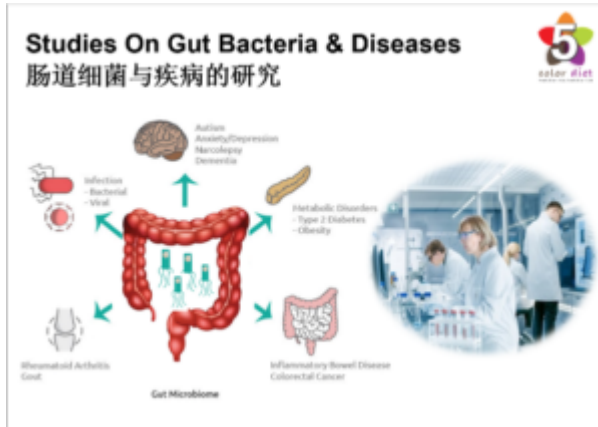 Studies On Gut Bacteria & Diseases
肠道细菌与疾病的研究
5
color diet
Autism
Anxiety/Depression
Narcolepsy
Dementia
Infection
- Bacterial
- Viral
Metabolic Disorders
- Type 2 Diabetes
- Obesity
Rheumatoid Arthritis
Gout
Inflammatory Bowel Disease
Colorectal Cancer
Gut Microbiome